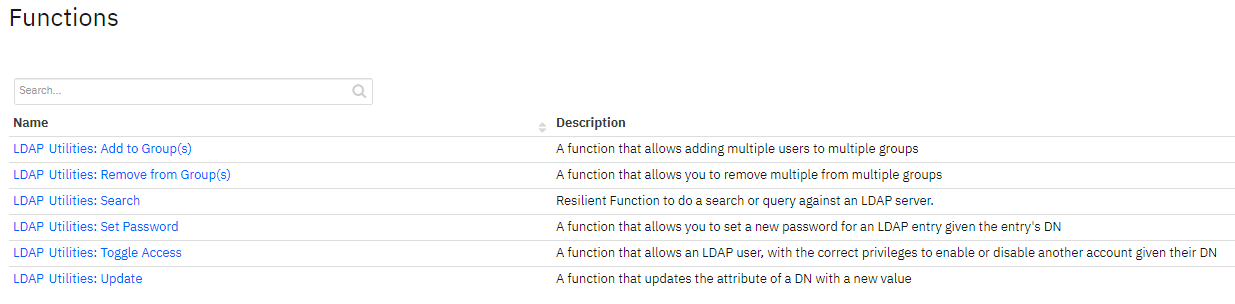 Functions
Search...
Name Description
LDAP Utilities: Add to Group(s) A function that allows adding multiple users to multiple groups
LDAP Utilities: Remove from Group(s) A function that allows you to remove multiple from multiple groups
LDAP Utilities: Search Resilient Function to do a search or query against an LDAP server.
LDAP Utilities: Set Password A function that allows you to set a new password for an LDAP entry given the entry's DN
LDAP Utilities: Toggle Access A function that allows an LDAP user, with the correct privileges to enable or disable another account given their DN
LDAP Utilities: Update A function that updates the attribute of a DN with a new value